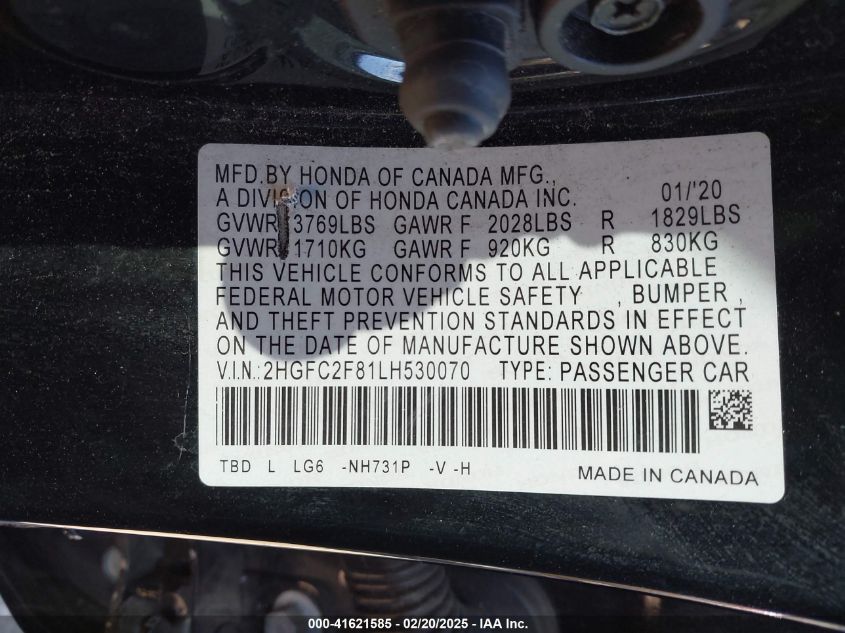 MFD.BY HONDA OF CANADA MFG.,
A DIVISION OF HONDA CANADA INC. 01/'20
GVWR 3769LBS GAWR F 2028LBS R 1829LBS
GVWR 1710KG GAWR F 920KG R 830KG
THIS VEHICLE CONFORMS TO ALL APPLICABLE
FEDERAL MOTOR VEHICLE SAFETY , BUMPER ,
AND THEFT PREVENTION STANDARDS IN EFFECT
ON THE DATE OF MANUFACTURE SHOWN ABOVE.
V.I.N.:2HGFC2F81LH530070 TYPE: PASSENGER CAR
TBD L LG6 -NH731P -V -H MADE IN CANADA
000-41621585 - 02/20/2025 - IAA Inc.